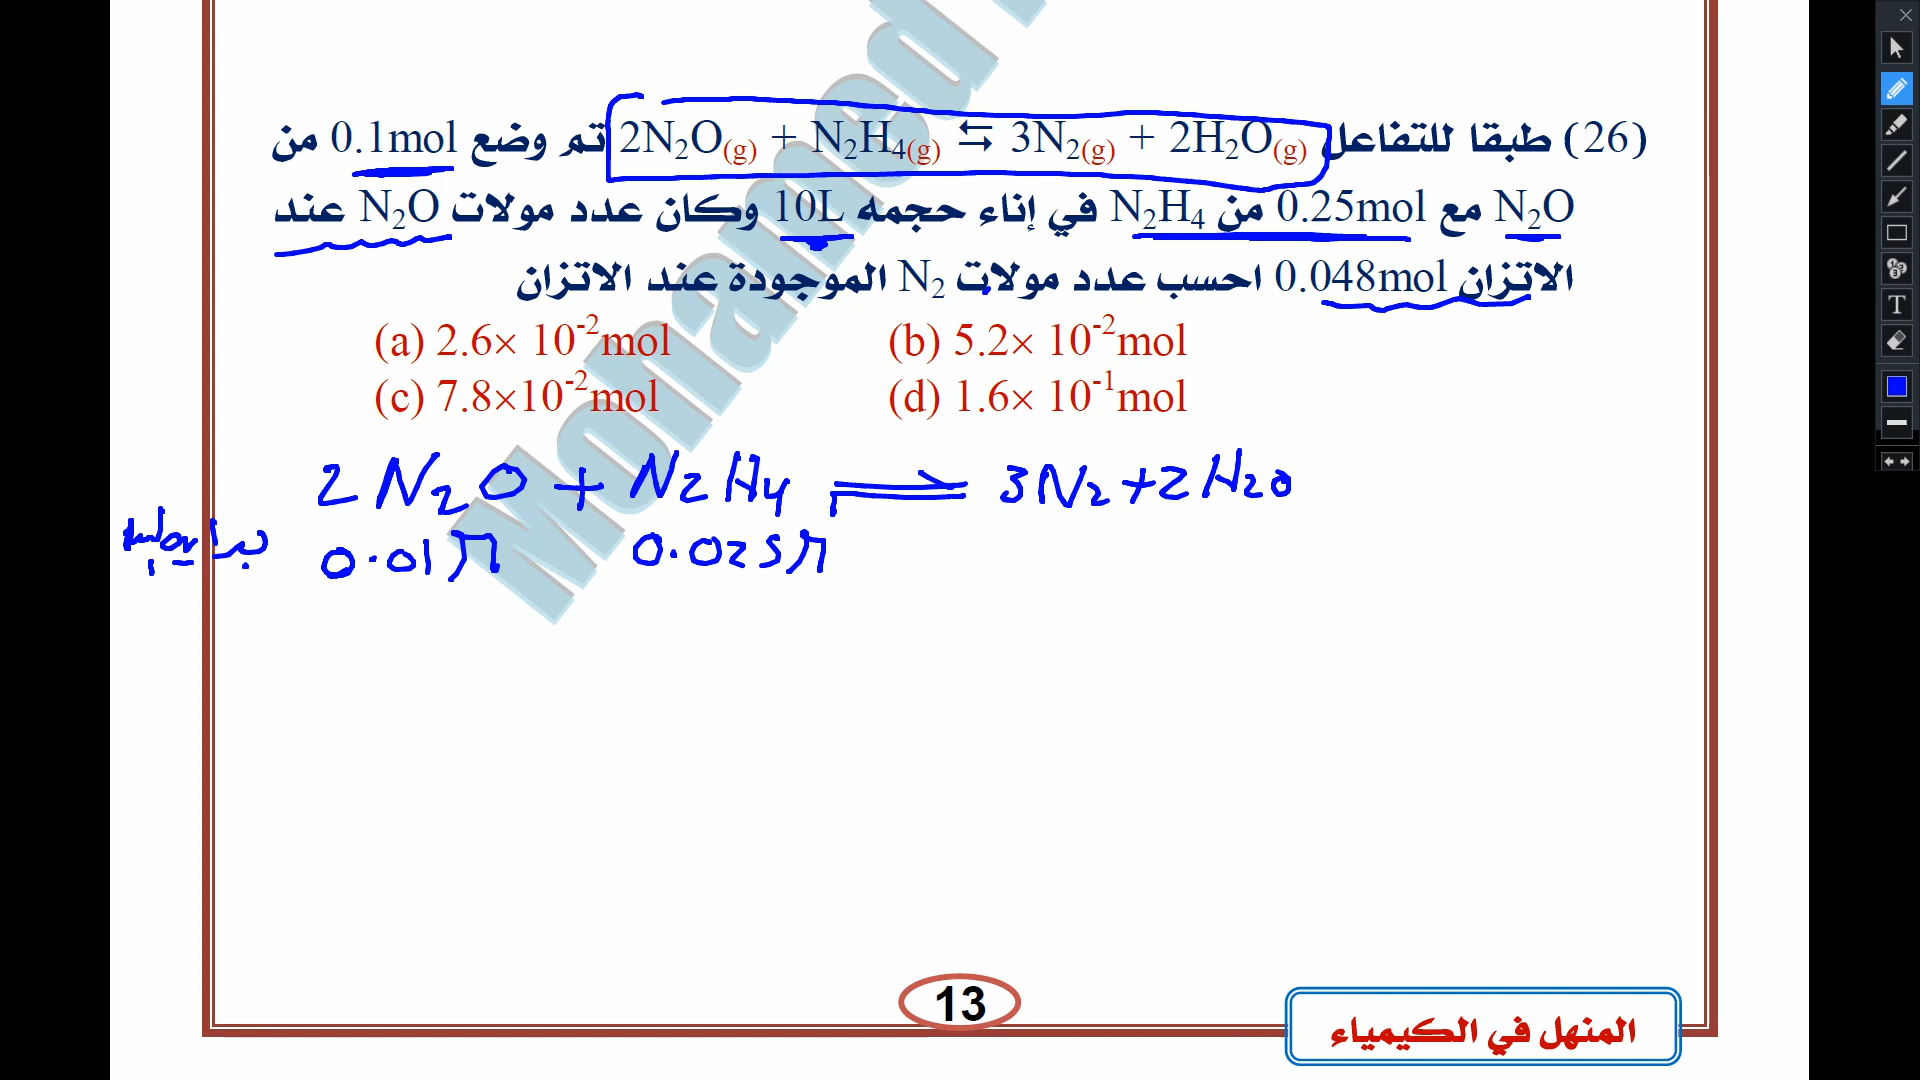 (26) طبقا للتفاعل 2N₂O(g) + N₂H₄(g) ⇆ 3N₂(g) + 2H₂O(g) تم وضع 0.1mol من
N₂O مع 0.25mol من N₂H₄ في إناء حجمه 10L وكان عدد مولات N₂O عند
الاتزان 0.048mol احسب عدد مولات N₂ الموجودة عند الاتزان
(a) 2.6× 10⁻²mol (b) 5.2× 10⁻²mol
(c) 7.8×10⁻²mol (d) 1.6× 10⁻¹mol
2N₂O + N₂H₄ ⇌ 3N₂ + 2H₂O
0.01M 0.025M
Mohamed
13
المنهل في الكيمياء